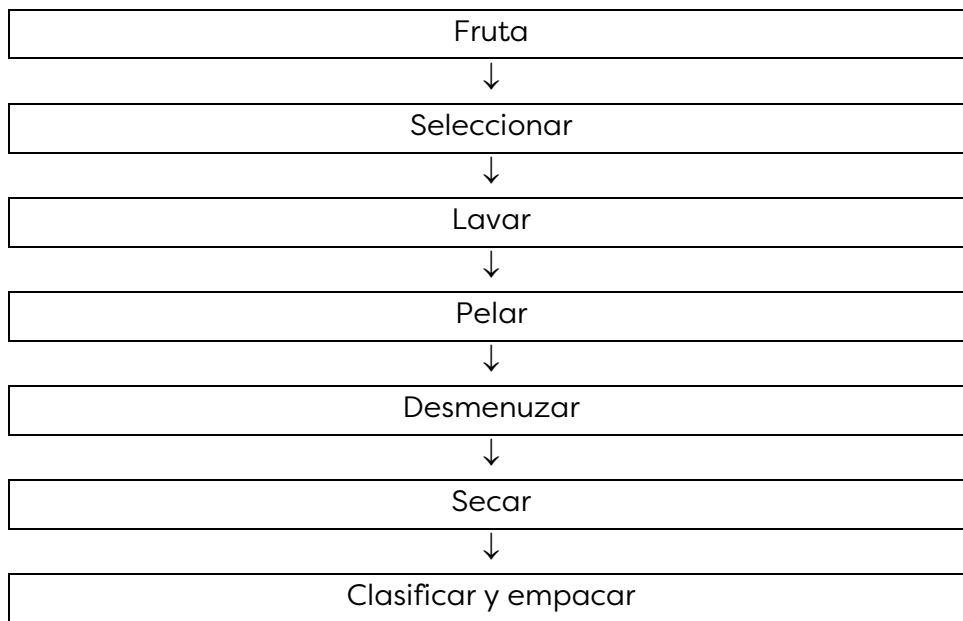 Fruta
↓
Seleccionar
↓
Lavar
↓
Pelar
↓
Desmenuzar
↓
Secar
↓
Clasificar y empacar